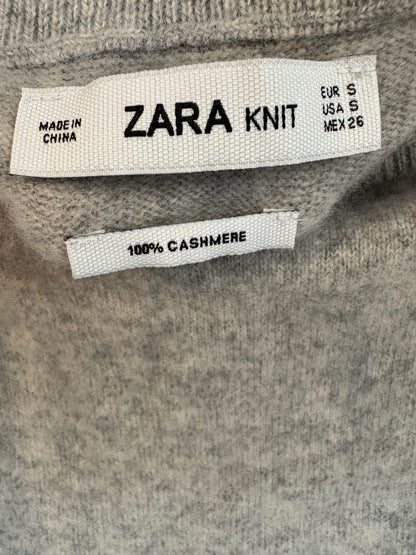 MADE IN
CHINA
ZARA KNIT
EUR S
USA S
MEX 26
100% CASHMERE